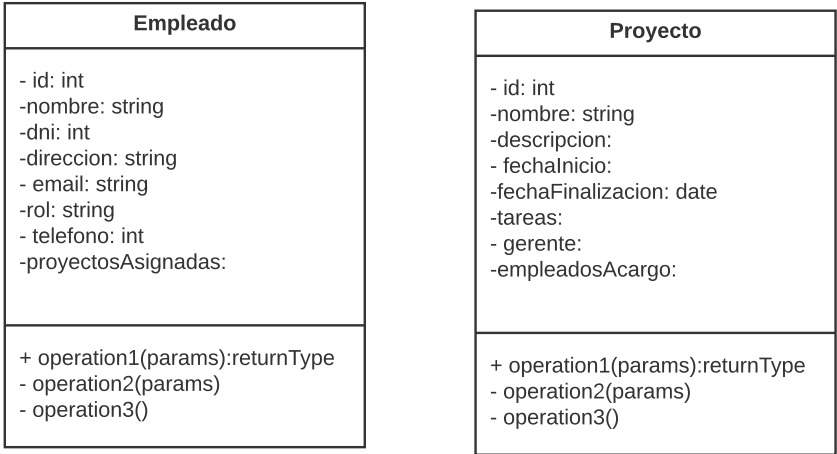 Empleado
- id: int
-nombre: string
-dni: int
-direccion: string
- email: string
-rol: string
- telefono: int
-proyectosAsignadas:
+ operation1(params):returnType
- operation2(params)
- operation3()
Proyecto
- id: int
-nombre: string
-descripcion:
- fechaInicio:
-fechaFinalizacion: date
-tareas:
- gerente:
-empleadosAcargo:
+ operation1(params):returnType
- operation2(params)
- operation3()